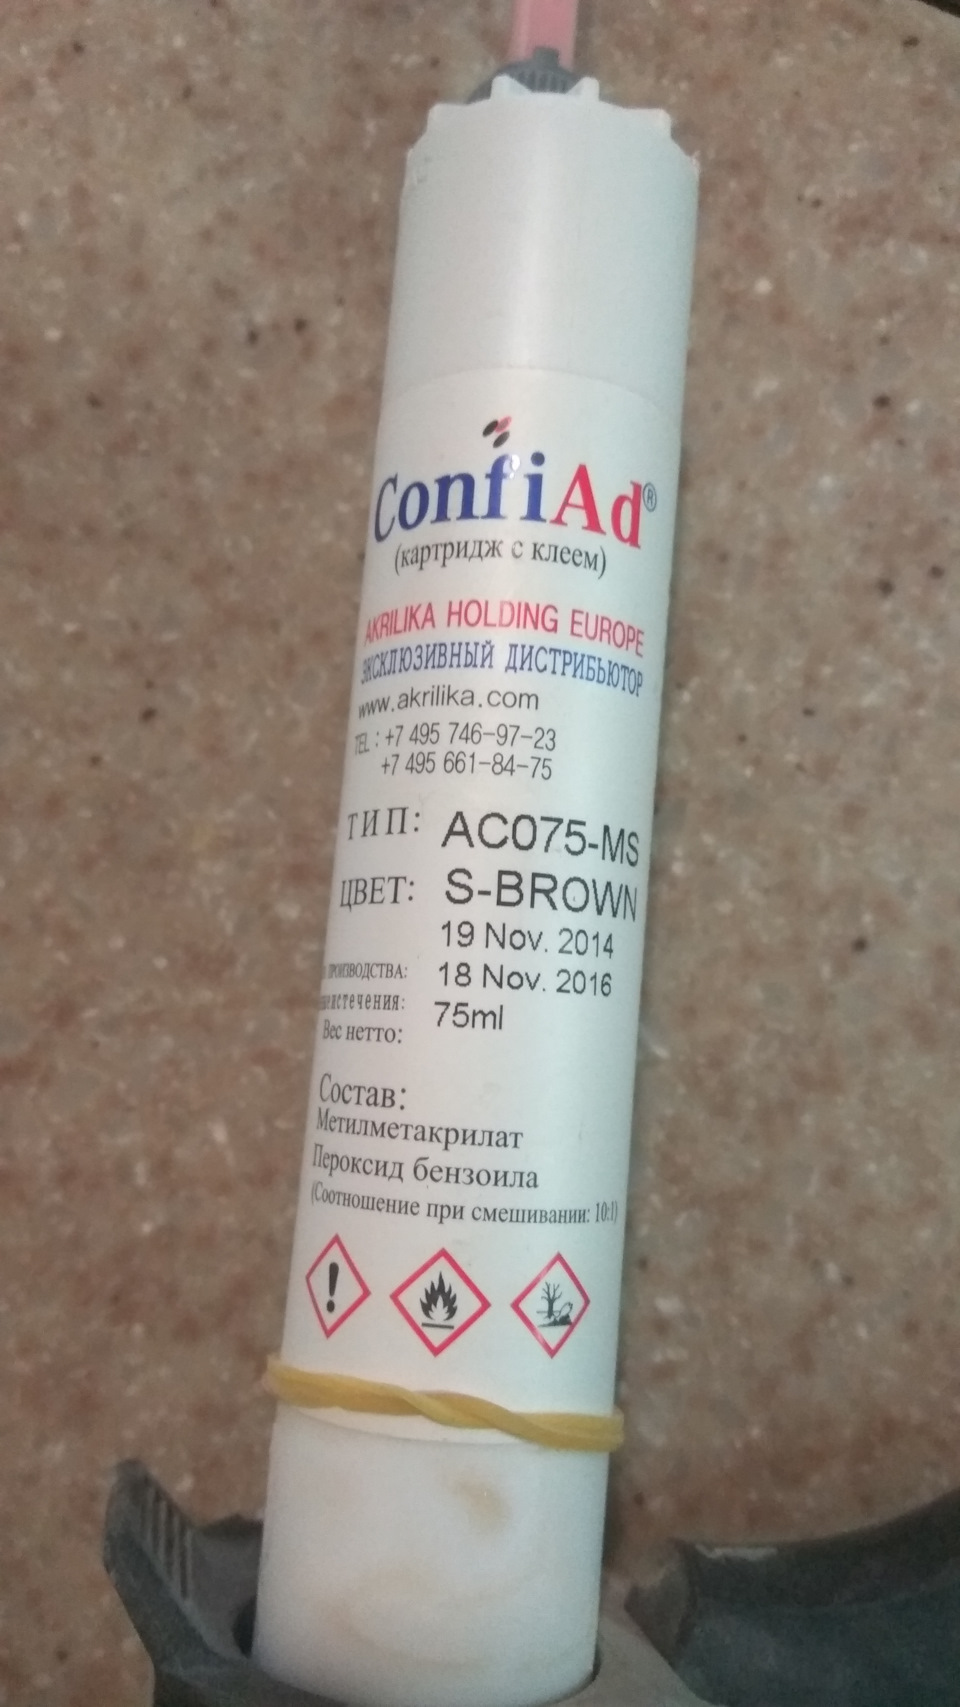 ConfiAd®
(картридж с клеем)
AKRILIKA HOLDING EUROPE
ЭКСКЛЮЗИВНЫЙ ДИСТРИБЬЮТОР
www.akrilika.com
TEL : +7 495 746-97-23
+7 495 661-84-75
ТИП: AC075-MS
ЦВЕТ: S-BROWN
19 Nov. 2014
ПРОИЗВОДСТВА: 18 Nov. 2016
истечения: 75ml
Вес нетто:
Состав:
Метилметакрилат
Пероксид бензоила
(Соотношение при смешивании: 10:1)